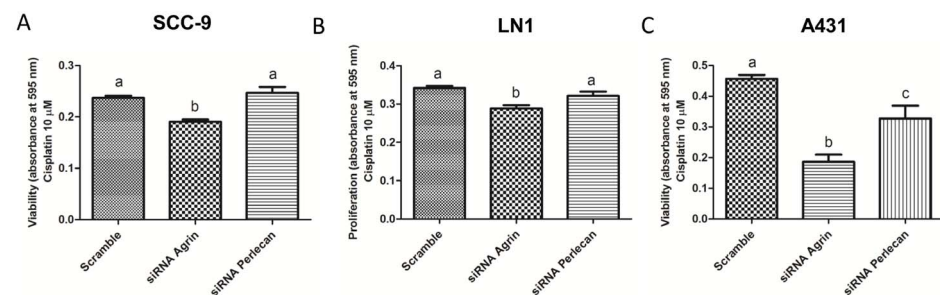 A
SCC-9
Viability (absorbance at 595 nm)
Cisplatin 10 μM
0.3
0.2
0.1
0.0
a
b
a
Scramble
siRNA Agrin
siRNA Perlecan
B
LN1
Proliferation (absorbance at 595 nm)
Cisplatin 10 μM
0.4
0.3
0.2
0.1
0.0
a
b
a
Scramble
siRNA Agrin
siRNA Perlecan
C
A431
Viability (absorbance at 595 nm)
Cisplatin 10 μM
0.5
0.4
0.3
0.2
0.1
0.0
a
b
c
Scramble
siRNA Agrin
siRNA Perlecan